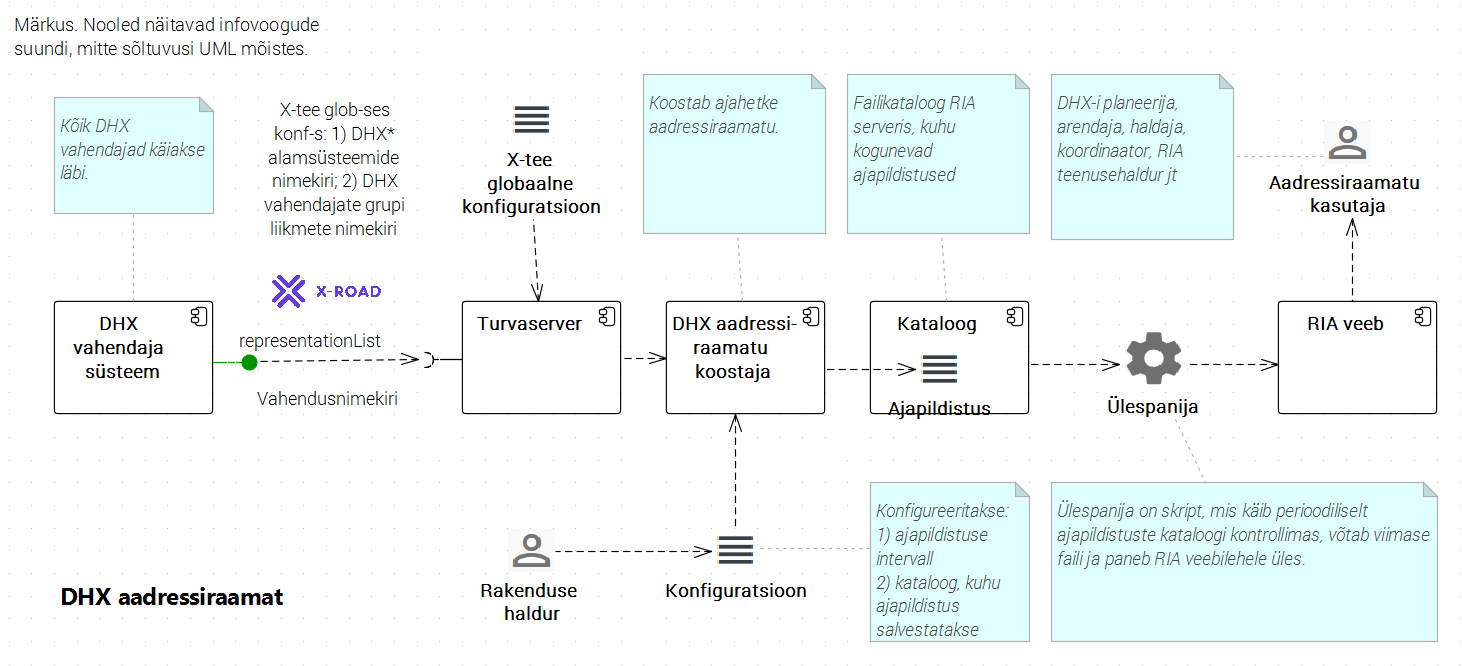 Märkus. Nooled näitavad infovoogude
suundi, mitte sõltuvusi UML mõistes.
Kõik DHX
vahendajad käiakse
läbi.
X-tee glob-ses
konf-s: 1) DHX*
alamsüsteemide
nimekiri; 2) DHX
vahendajate grupi
liikmete nimekiri
X-tee
globaalne
konfiguratsioon
Koostab ajahetke
aadressiraamatu.
Failikataloog RIA
serveris, kuhu
kogunevad
ajapildistused
DHX-i planeerija,
arendaja, haldaja,
koordinaator, RIA
teenusehaldur jt
Aadressiraamatu
kasutaja
X-ROAD
DHX
vahendaja
süsteem
representationList
Vahendusnimekiri
Turvaserver
DHX aadressi-
raamatu
koostaja
Kataloog
Ajapildistus
Ülespanija
RIA veeb
Rakenduse
haldur
Konfiguratsioon
Konfigureeritakse:
1) ajapildistuse
intervall
2) kataloog, kuhu
ajapildistus
salvestatakse
Ülespanija on skript, mis käib perioodiliselt
ajapildistuste kataloogi kontrollimas, võtab viimase
faili ja paneb RIA veebilehele üles.
DHX aadressiraamat